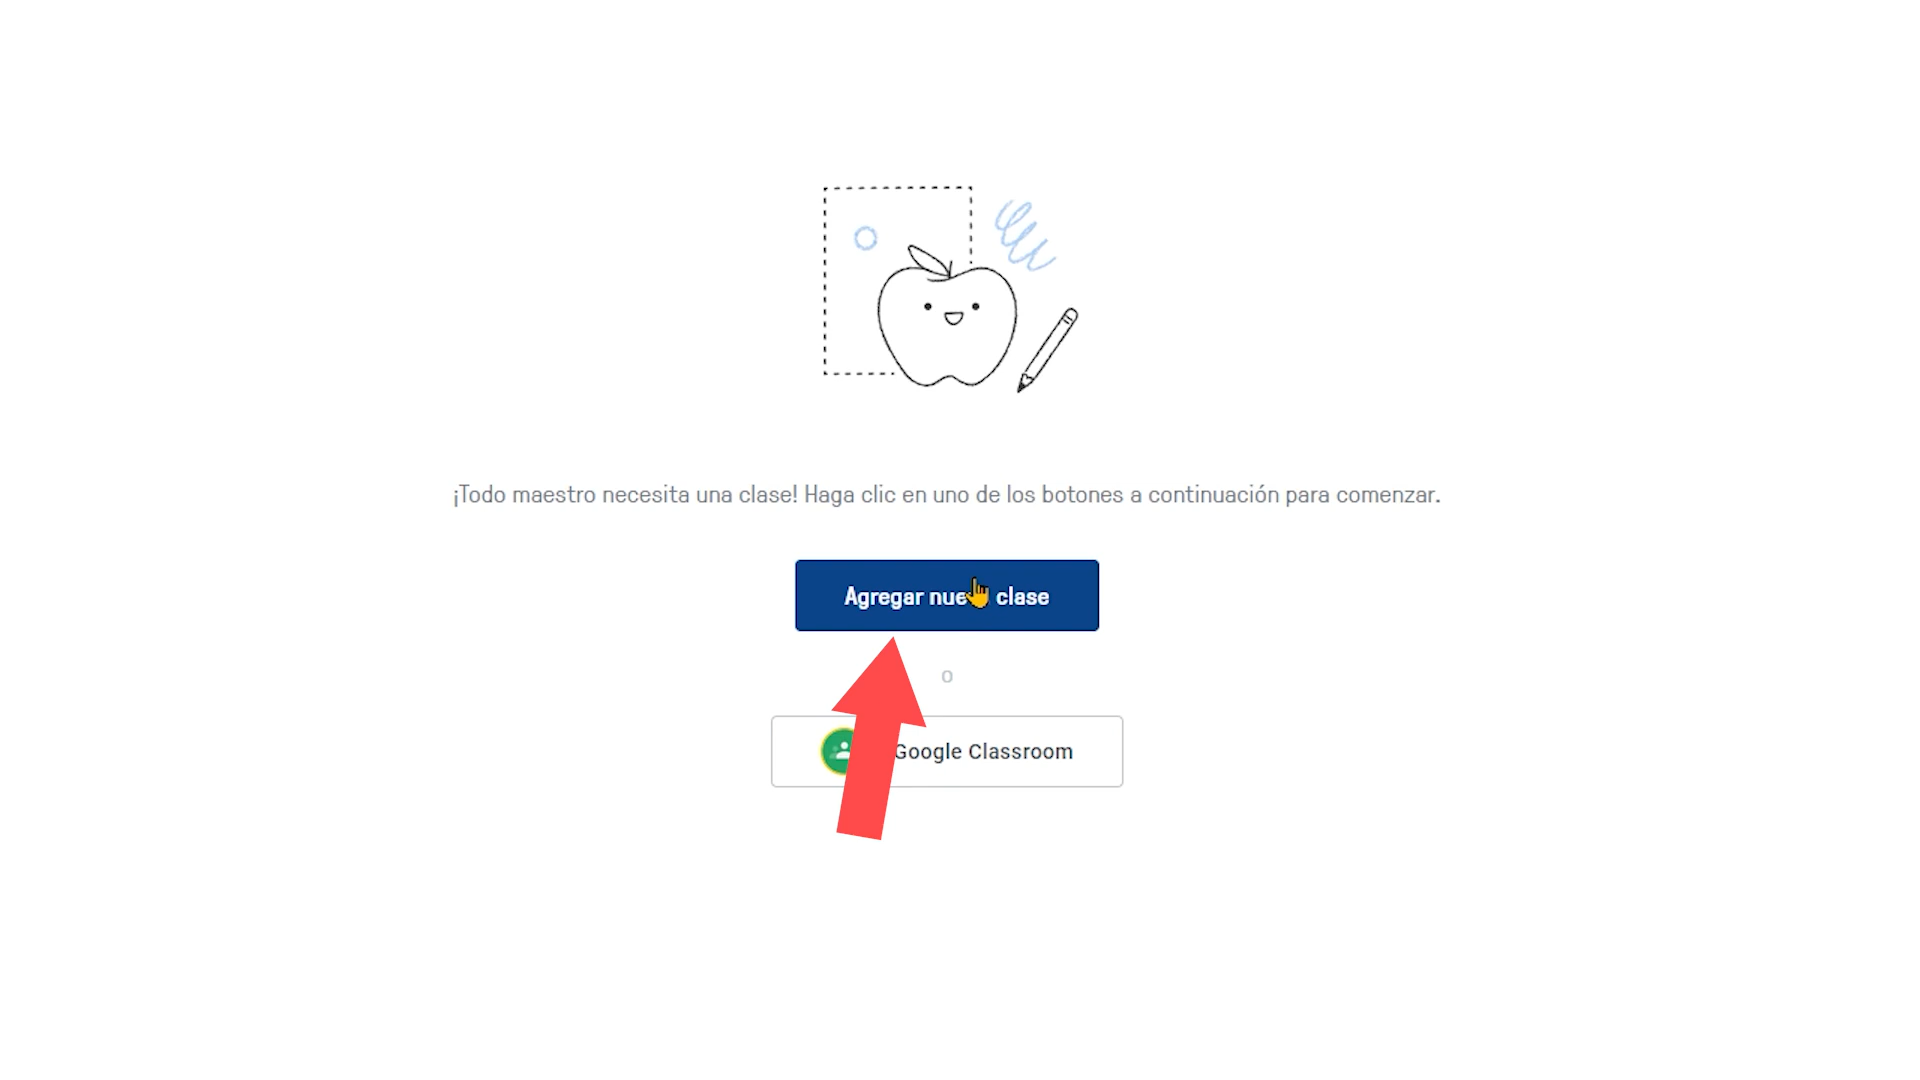 ¡Todo maestro necesita una clase! Haga clic en uno de los botones a continuación para comenzar.
Agregar nue clase
o
Google Classroom